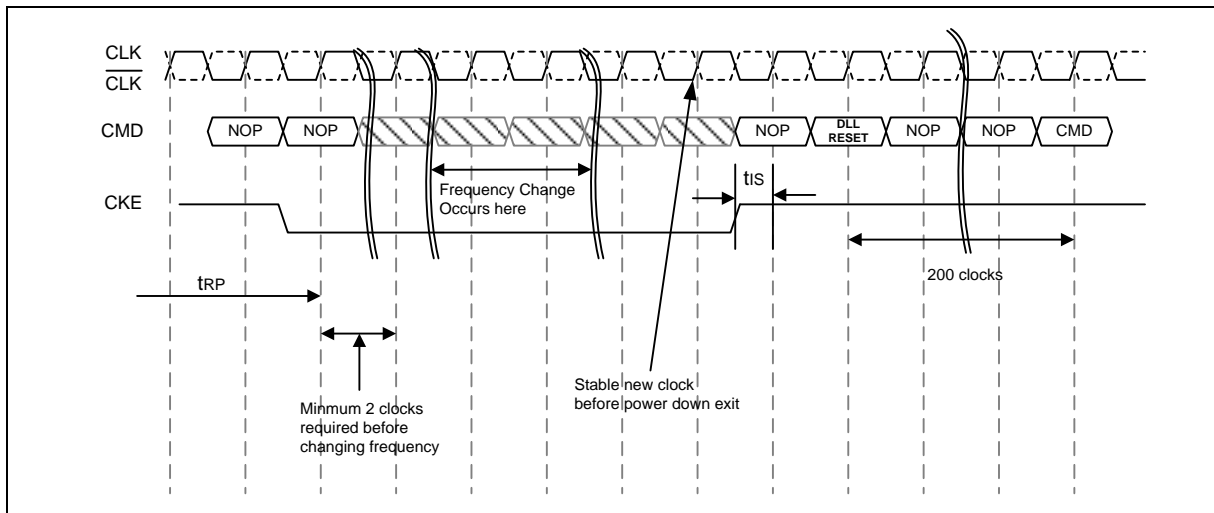 CLK
CLK
CMD
NOP
NOP
NOP
DLL
RESET
NOP
NOP
CMD
Frequency Change
Occurs here
tIS
CKE
200 clocks
tRP
Stable new clock
before power down exit
Minmum 2 clocks
required before
changing frequency